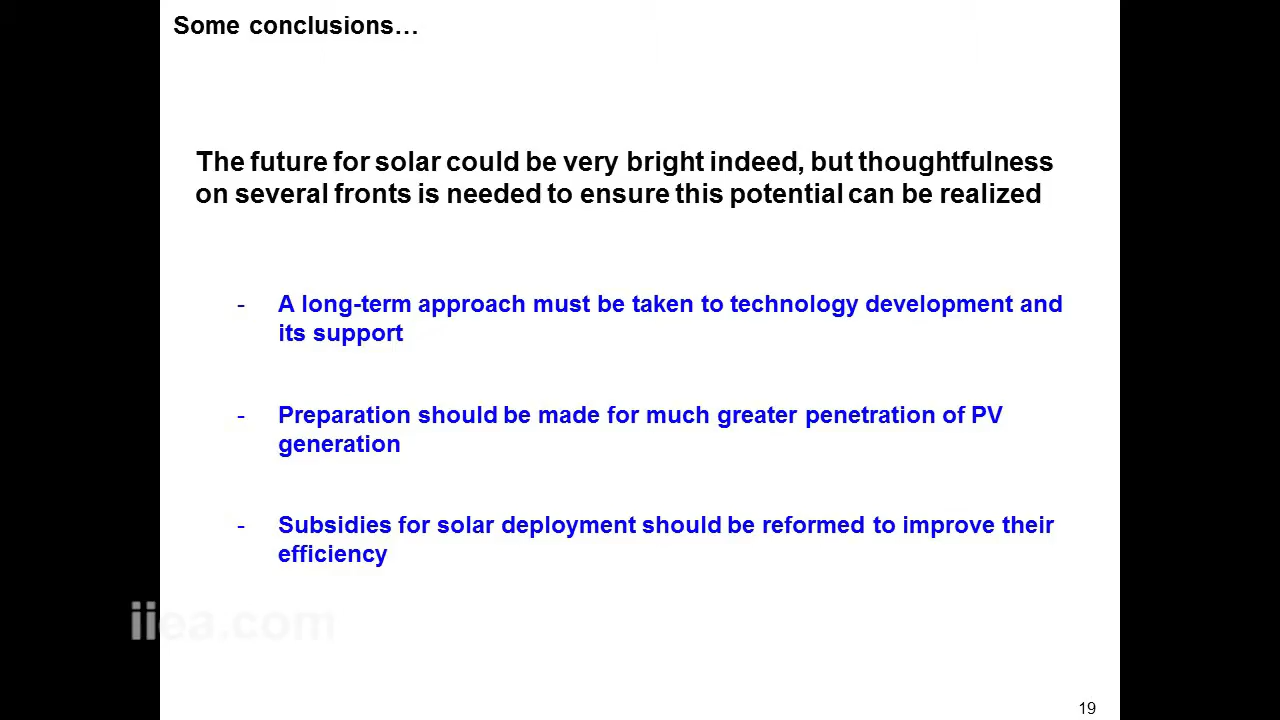 Some conclusions…
The future for solar could be very bright indeed, but thoughtfulness
on several fronts is needed to ensure this potential can be realized
- A long-term approach must be taken to technology development and
its support
- Preparation should be made for much greater penetration of PV
generation
- Subsidies for solar deployment should be reformed to improve their
efficiency
iiea.com
19